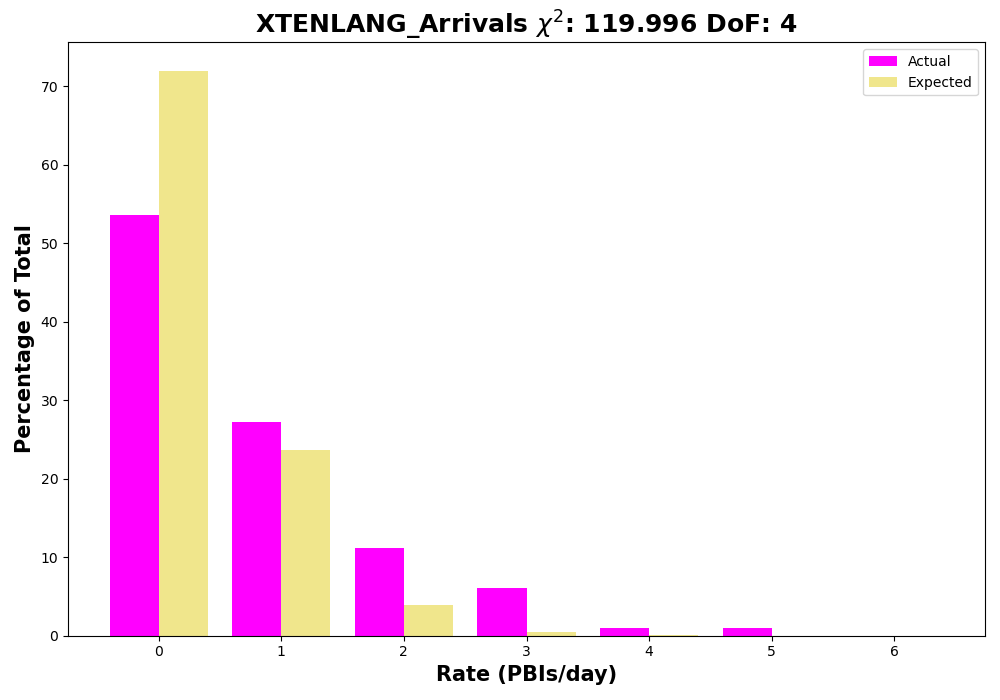 XTENLANG_Arrivals χ²: 119.996 DoF: 4
Actual
Expected
Percentage of Total
70
60
50
40
30
20
10
0
0 1 2 3 4 5 6
Rate (PBIs/day)